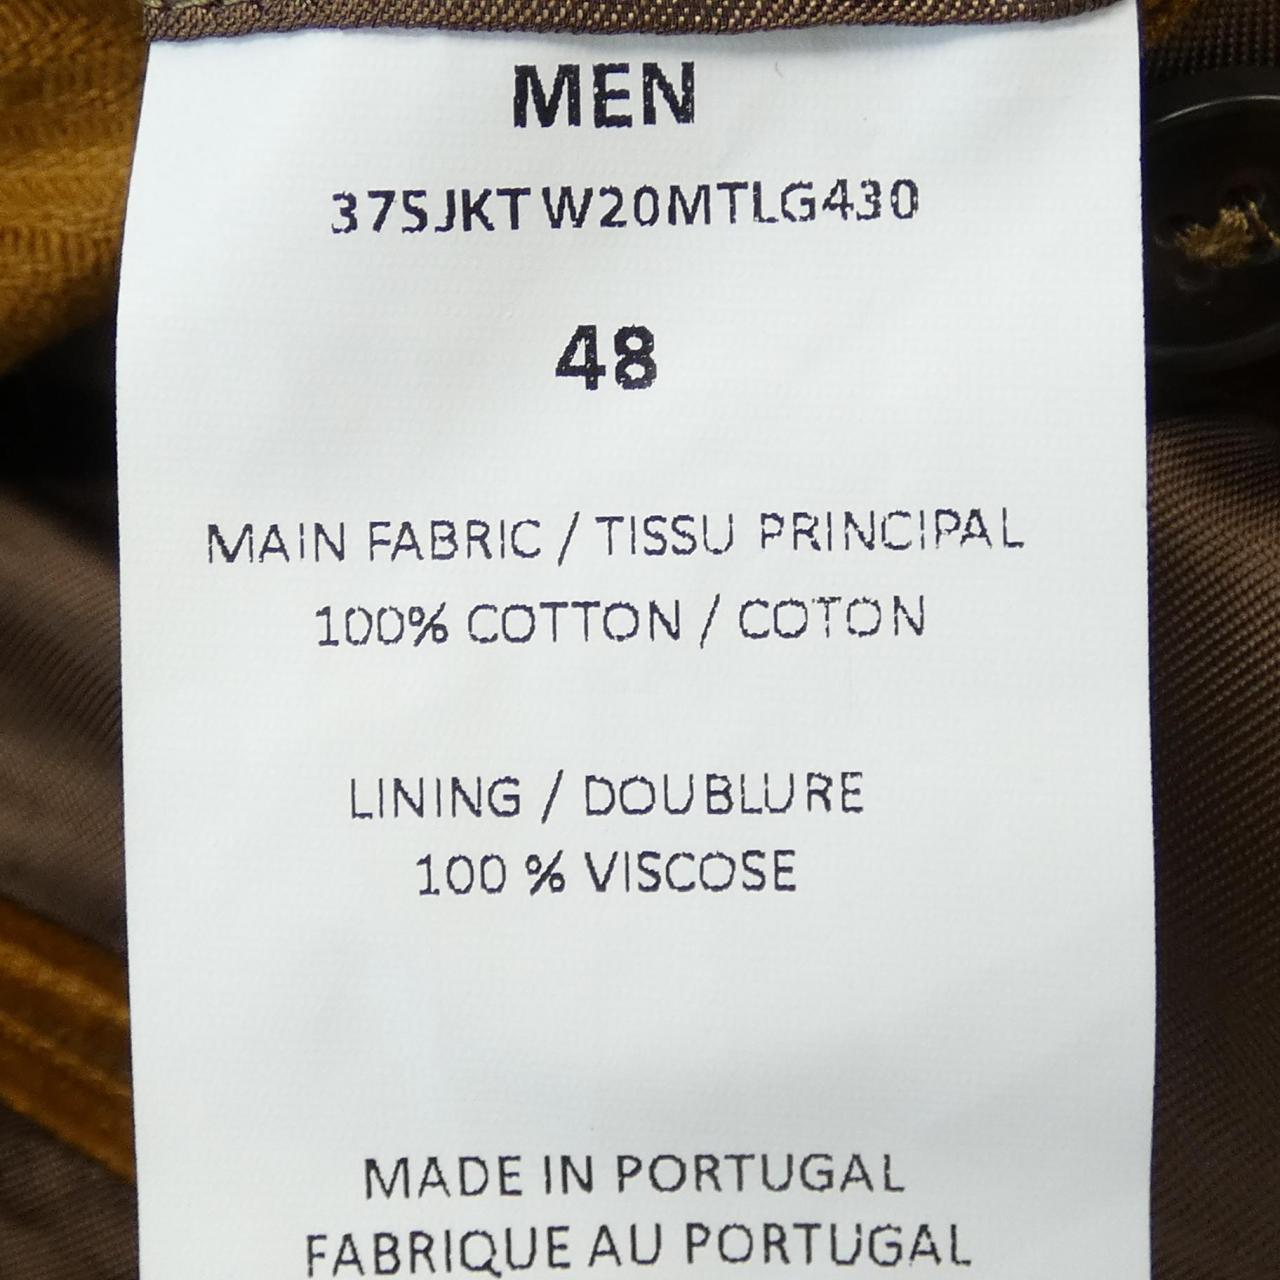 MEN
375JKTW20MTLG430
48
MAIN FABRIC / TISSU PRINCIPAL
100% COTTON / COTON
LINING / DOUBLURE
100 % VISCOSE
MADE IN PORTUGAL
FABRIQUE AU PORTUGAL